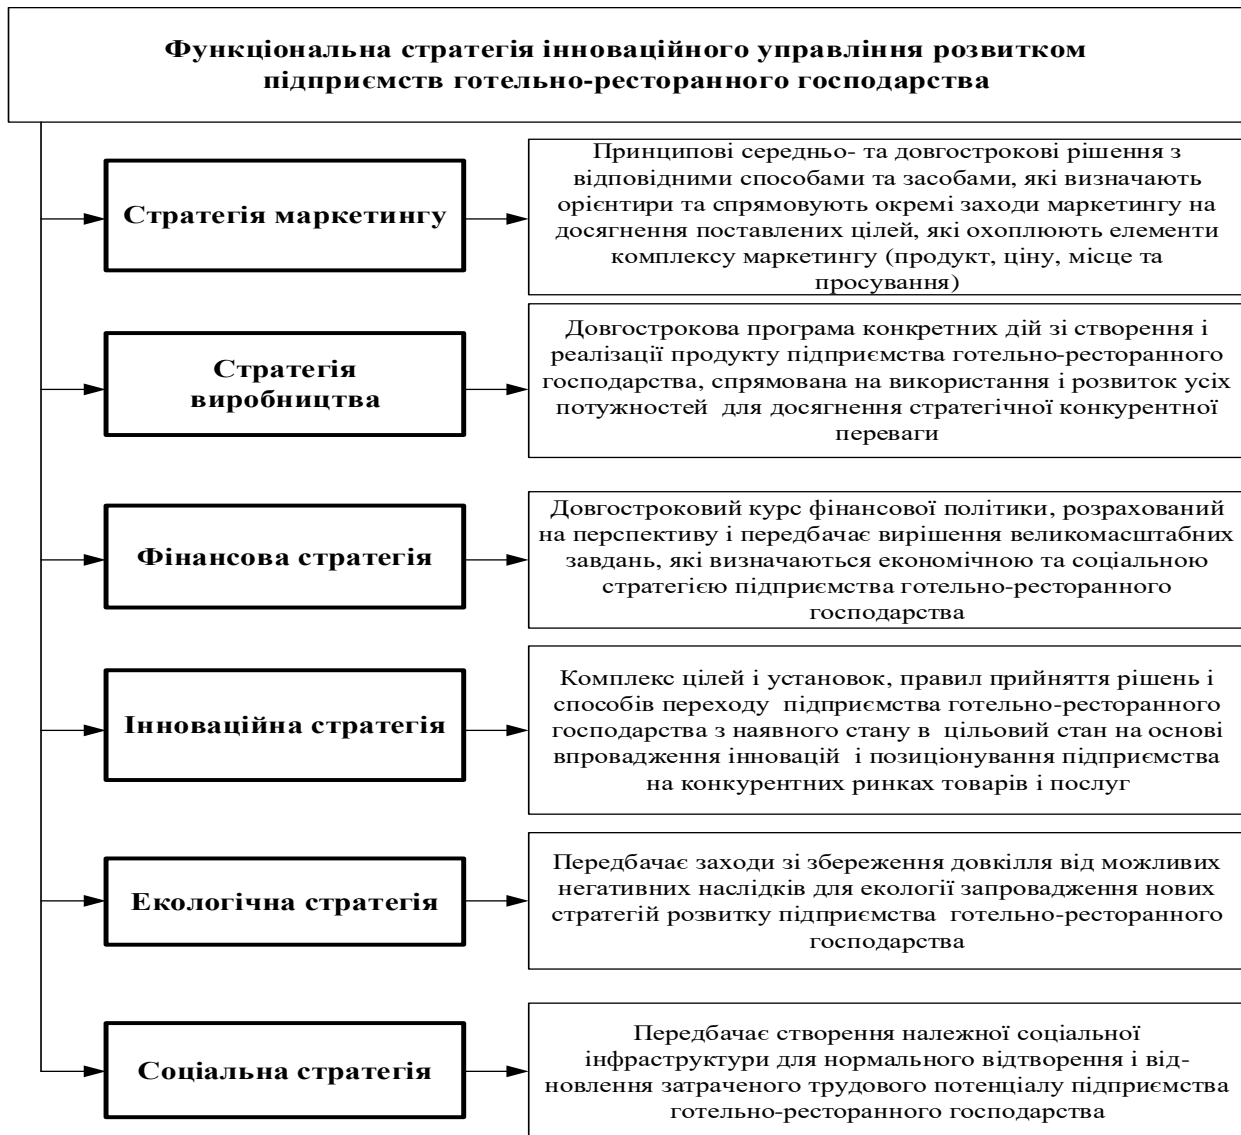 Функціональна стратегія інноваційного управління розвитком
підприємств готельно-ресторанного господарства
Стратегія маркетингу
Принципові середньо- та довгострокові рішення з
відповідними способами та засобами, які визначають
орієнтири та спрямовують окремі заходи маркетингу на
досягнення поставлених цілей, які охоплюють елементи
комплексу маркетингу (продукт, ціну, місце та
просування)
Стратегія
виробництва
Довгострокова програма конкретних дій зі створення і
реалізації продукту підприємства готельно-ресторанного
господарства, спрямована на використання і розвиток усіх
потужностей для досягнення стратегічної конкурентної
переваги
Фінансова стратегія
Довгостроковий курс фінансової політики, розрахований
на перспективу і передбачає вирішення великомасштабних
завдань, які визначаються економічною та соціальною
стратегією підприємства готельно-ресторанного
господарства
Інноваційна стратегія
Комплекс цілей і установок, правил прийняття рішень і
способів переходу підприємства готельно-ресторанного
господарства з наявного стану в цільовий стан на основі
впровадження інновацій і позиціонування підприємства
на конкурентних ринках товарів і послуг
Екологічна стратегія
Передбачає заходи зі збереження довкілля від можливих
негативних наслідків для екології запровадження нових
стратегій розвитку підприємства готельно-ресторанного
господарства
Соціальна стратегія
Передбачає створення належної соціальної
інфраструктури для нормального відтворення і від-
новлення затраченого трудового потенціалу підприємства
готельно-ресторанного господарства